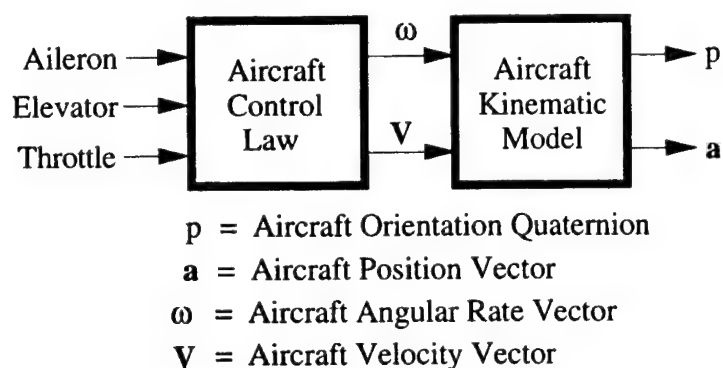 Aileron
Elevator
Throttle
Aircraft
Control
Law
ω
V
Aircraft
Kinematic
Model
p
a
p = Aircraft Orientation Quaternion
a = Aircraft Position Vector
ω = Aircraft Angular Rate Vector
V = Aircraft Velocity Vector